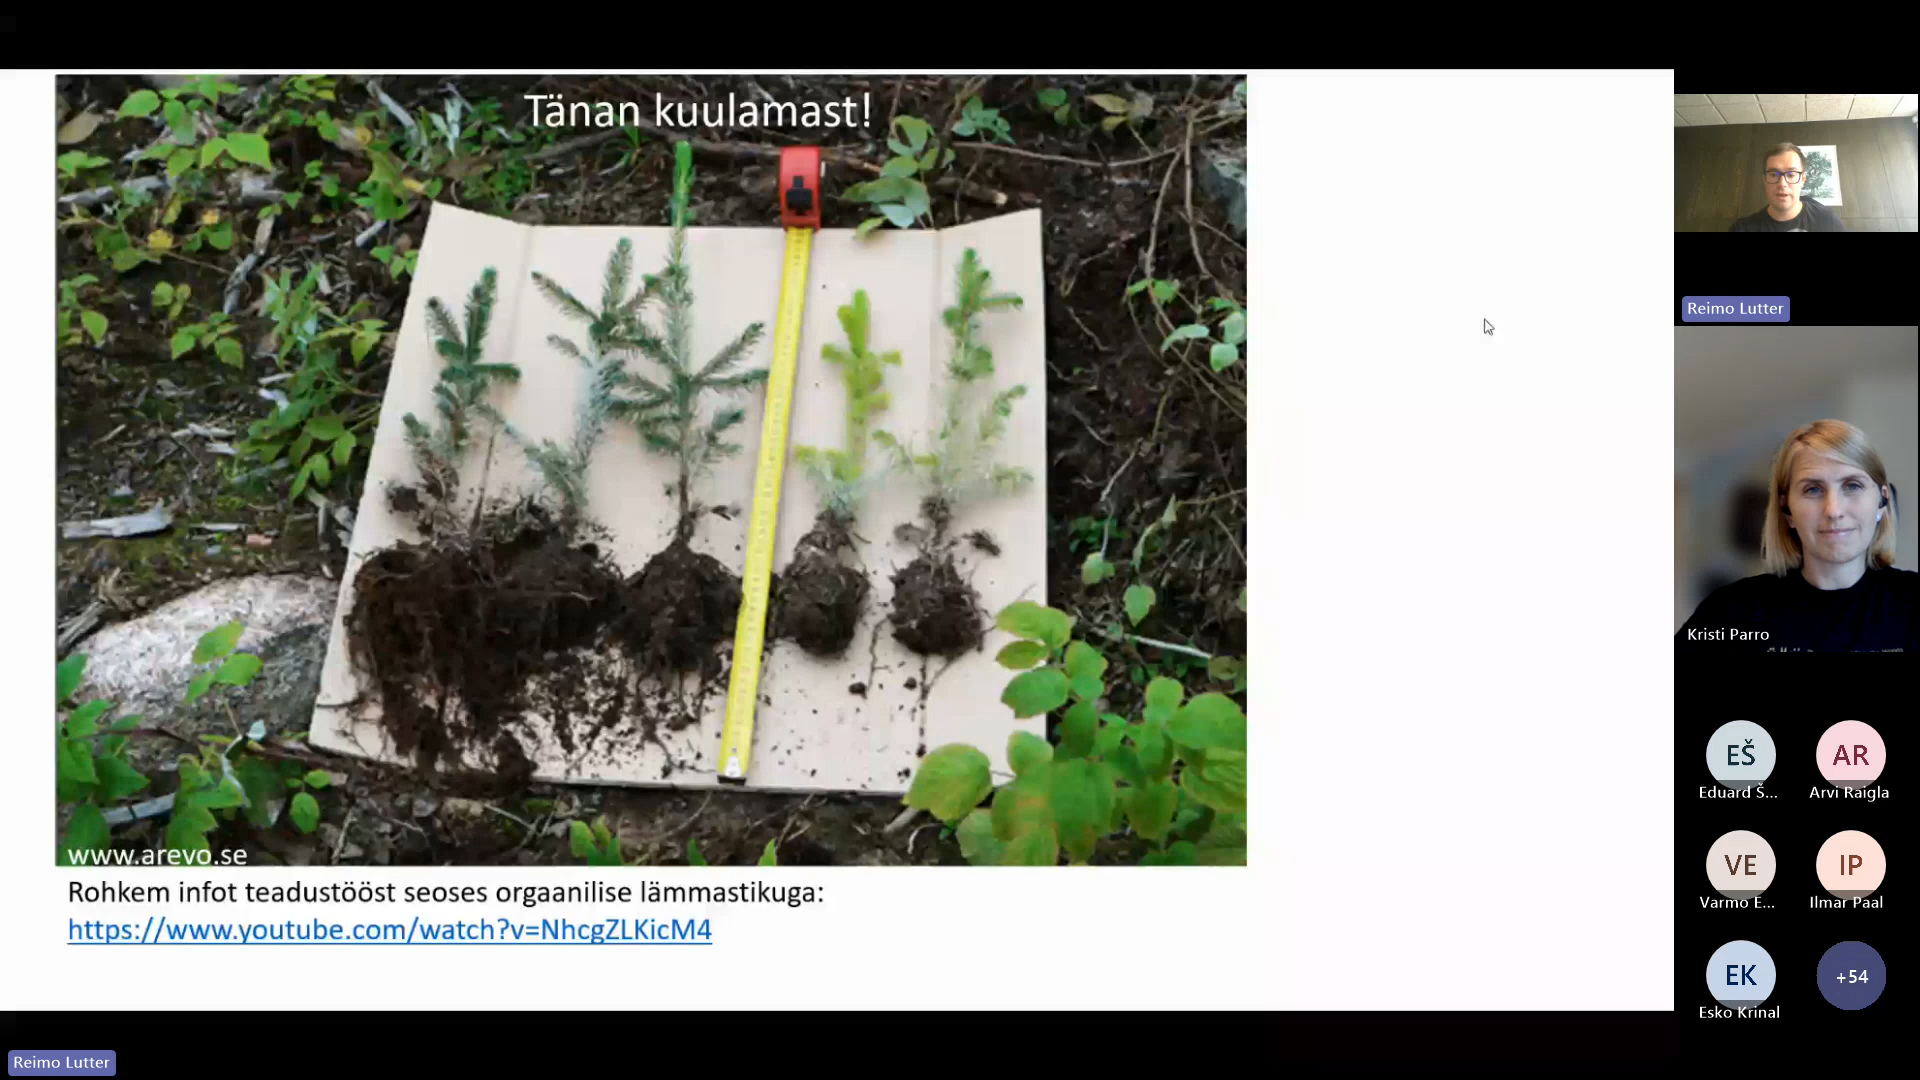 Tänan kuulamast!
www.arevo.se
Rohkem infot teadustööst seoses orgaanilise lämmastikuga:
https://www.youtube.com/watch?v=NhcgZLKicM4
Reimo Lutter
Kristi Parro
EŠ
AR
Eduard Š...
Arvi Raigla
VE
IP
Varmo E...
Ilmar Paal
EK
+54
Esko Krinal
Reimo Lutter